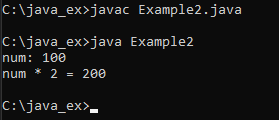 C:\java_ex>javac Example2.java
C:\java_ex>java Example2
num: 100
num * 2 = 200
C:\java_ex>